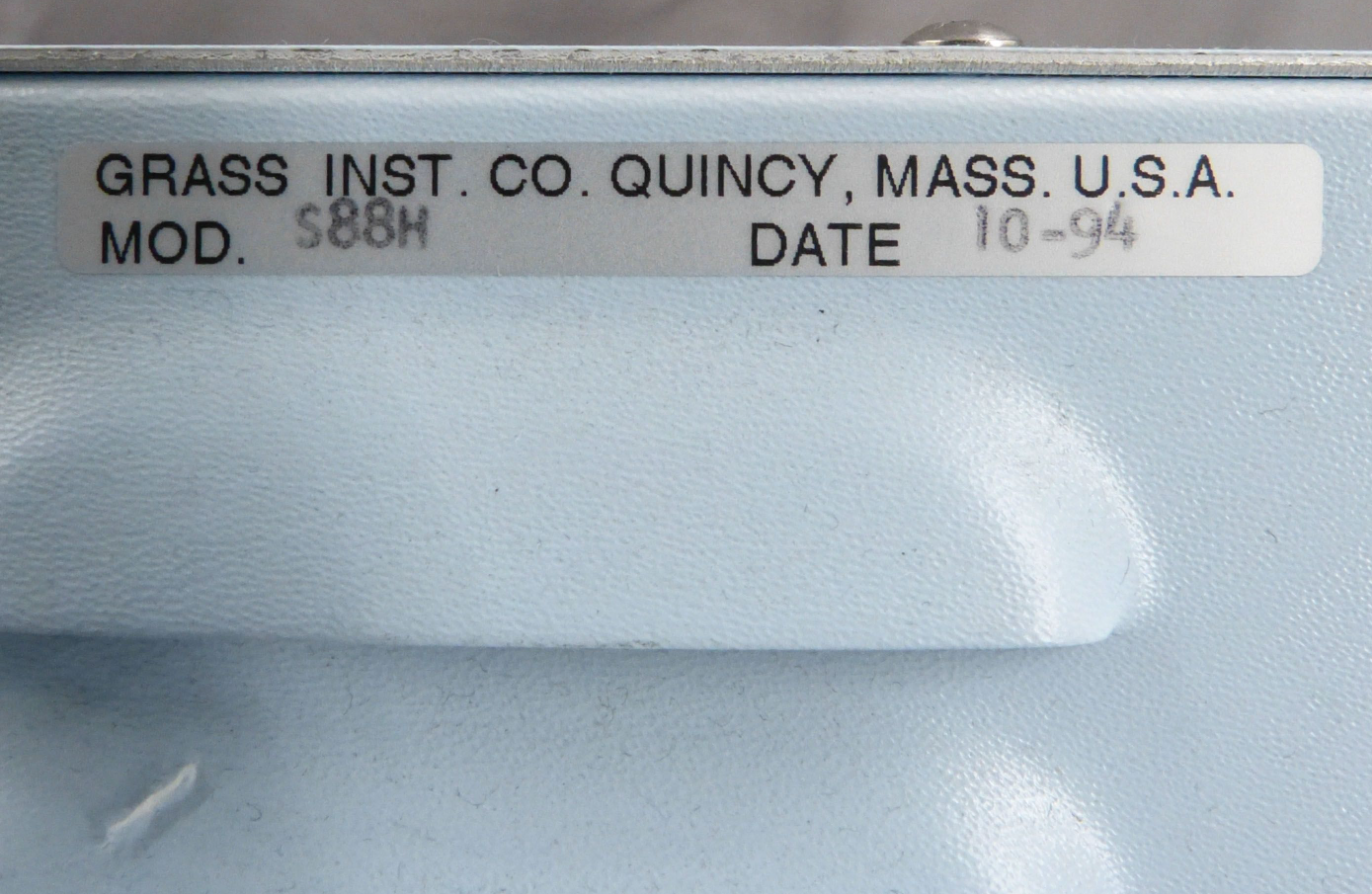 GRASS INST. CO. QUINCY, MASS. U.S.A.
MOD. S88H DATE 10-94